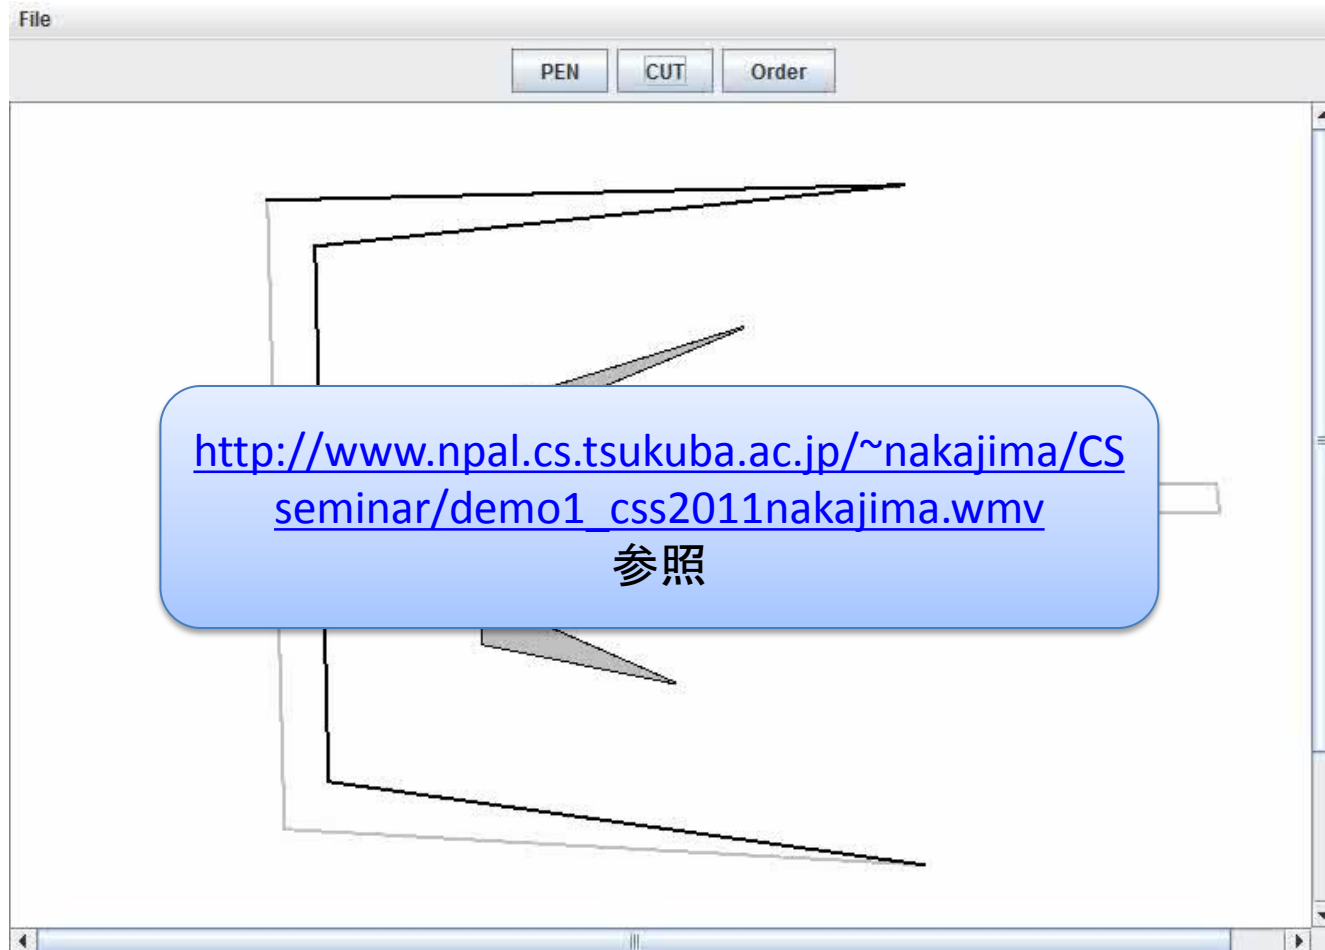 File
PEN CUT Order
http://www.npal.cs.tsukuba.ac.jp/~nakajima/CS
seminar/demo1_css2011nakajima.wmv
参照